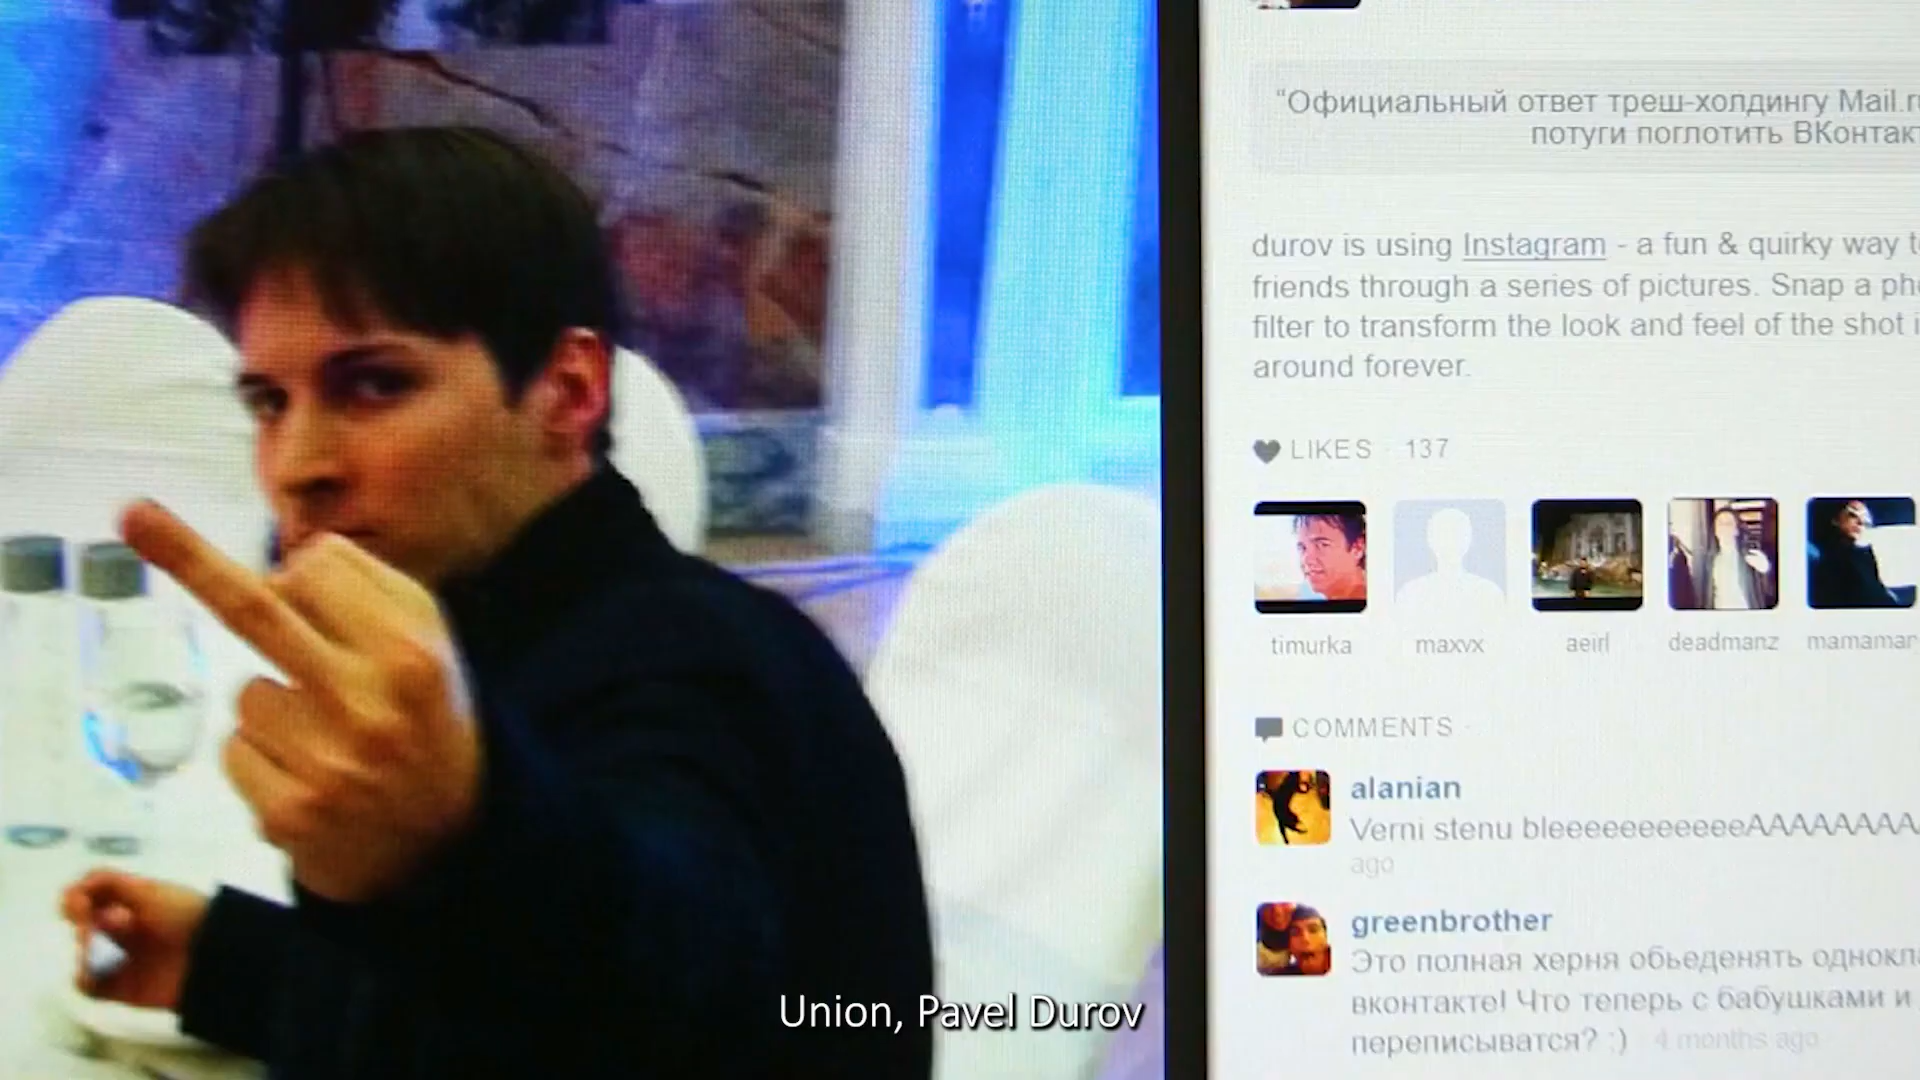 “Официальный ответ треш-холдингу Mail.r
потуги поглотить ВКонтак
durov is using Instagram - a fun & quirky way t
friends through a series of pictures. Snap a ph
filter to transform the look and feel of the shot i
around forever.
LIKES · 137
timurka maxvx aeirl deadmanz mamamar
COMMENTS ·
alanian
Verni stenu bleeeeeeeeeeeAAAAAAAA
ago
greenbrother
Это полная херня обьеденять однокл
вконтакте! Что теперь с бабушками и
переписыватся? :) 4 months ago
Union, Pavel Durov